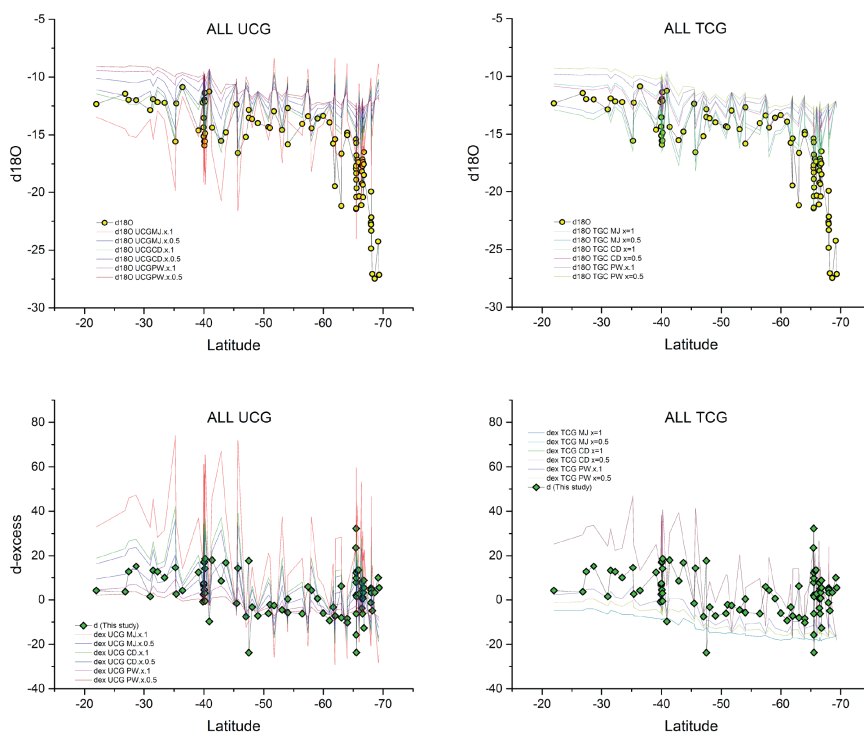 ALL UCG
-5
-10
-15
-20
-25
-30
d18O
d18O
d18O UCGMJ.x.1
d18O UCGMJ.x.0.5
d18O UCGCD.x.1
d18O UCGCD.x.0.5
d18O UCGPW.x.1
d18O UCGPW.x.0.5
-20 -30 -40 -50 -60 -70
Latitude
ALL TCG
-5
-10
-15
-20
-25
-30
d18O
d18O
d18O TGC MJ x=1
d18O TGC MJ x=0.5
d18O TGC CD x=1
d18O TGC CD x=0.5
d18O TGC PW.x.1
d18O TGC PW x=0.5
-20 -30 -40 -50 -60 -70
Latitude
ALL UCG
80
60
40
20
0
-20
-40
d-excess
d (This study)
dex UCG MJ.x.1
dex UCG MJ.x.0.5
dex UCG CD.x.1
dex UCG CD.x.0.5
dex UCG PW.x.1
dex UCG PW.x.0.5
-20 -30 -40 -50 -60 -70
Latitude
ALL TCG
80
60
40
20
0
-20
-40
d-excess
dex TCG MJ x=1
dex TCG MJ x=0.5
dex TCG CD x=1
dex TCG CD x=0.5
dex TCG PW.x.1
dex TCG PW x=0.5
d (This study)
-20 -30 -40 -50 -60 -70
Latitude